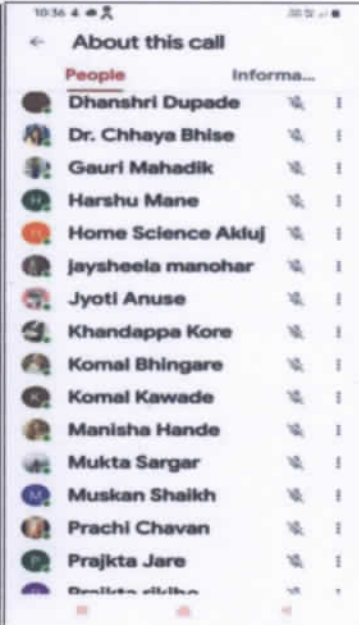 10:36
About this call
People Informa...
Dhanshri Dupade
Dr. Chhaya Bhise
Gauri Mahadik
H Harshu Mane
H Home Science Akluj
jaysheela manohar
Jyoti Anuse
Khandappa Kore
Komal Bhingare
K Komal Kawade
Manisha Hande
Mukta Sargar
M Muskan Shaikh
Prachi Chavan
P Prajkta Jare